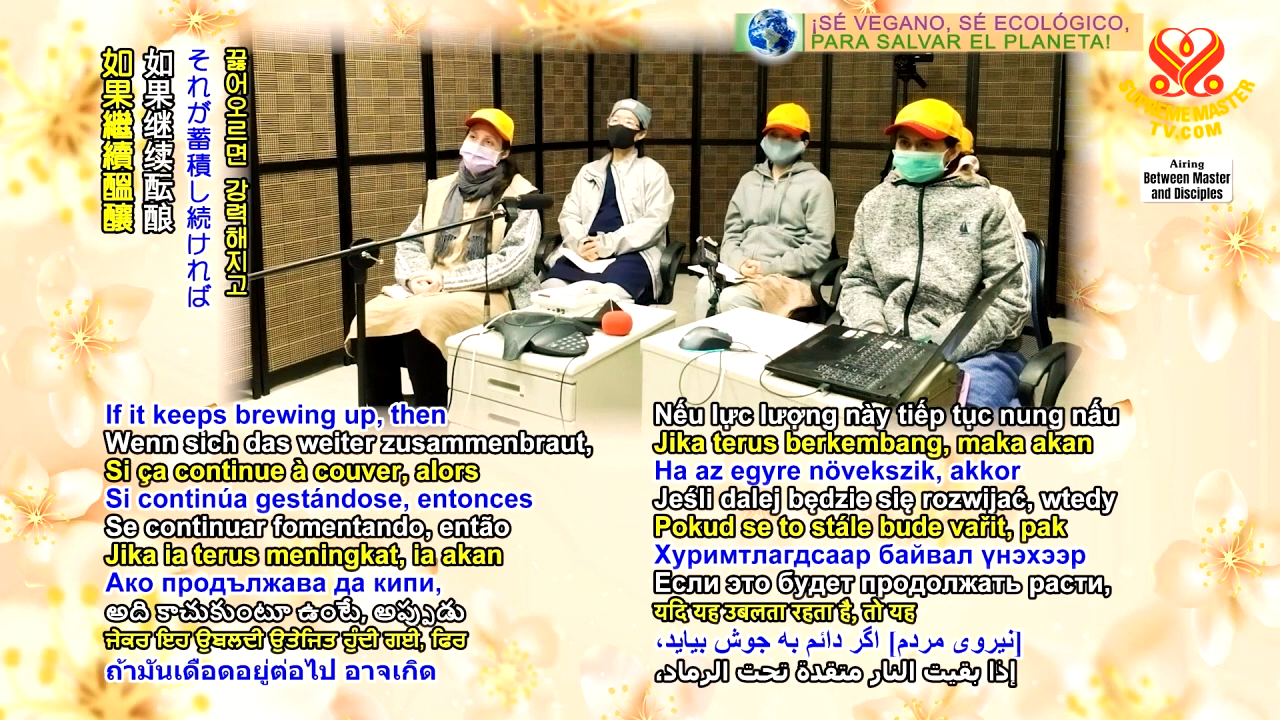 ¡SÉ VEGANO, SÉ ECOLÓGICO,
PARA SALVAR EL PLANETA!
SUPREME MASTER
TV.COM
Airing
Between Master
and Disciples
끓어오르면 강력해지고
それが蓄積し続ければ
如果继续酝酿
如果繼續醞釀
If it keeps brewing up, then
Wenn sich das weiter zusammenbraut,
Si ça continue à couver, alors
Si continúa gestándose, entonces
Se continuar fomentando, então
Jika ia terus meningkat, ia akan
Ако продължава да кипи,
అది కాచుకుంటూ ఉంటే, అప్పుడు
ਜੇਕਰ ਇਹ ਉਬਲਦੀ ਉਤੇਜਿਤ ਹੁੰਦੀ ਗਈ, ਫਿਰ
ถ้ามันเดือดอยู่ต่อไป อาจเกิด
Nếu lực lượng này tiếp tục nung nấu
Jika terus berkembang, maka akan
Ha az egyre növekszik, akkor
Jeśli dalej będzie się rozwijać, wtedy
Pokud se to stále bude vařit, pak
Хуримтлагдсаар байвал үнэхээр
Если это будет продолжать расти,
यदि यह उबलता रहता है, तो यह
[نیروی مردم] اگر دائم به جوش بیاید،
إذا بقيت النار متقدة تحت الرماد،